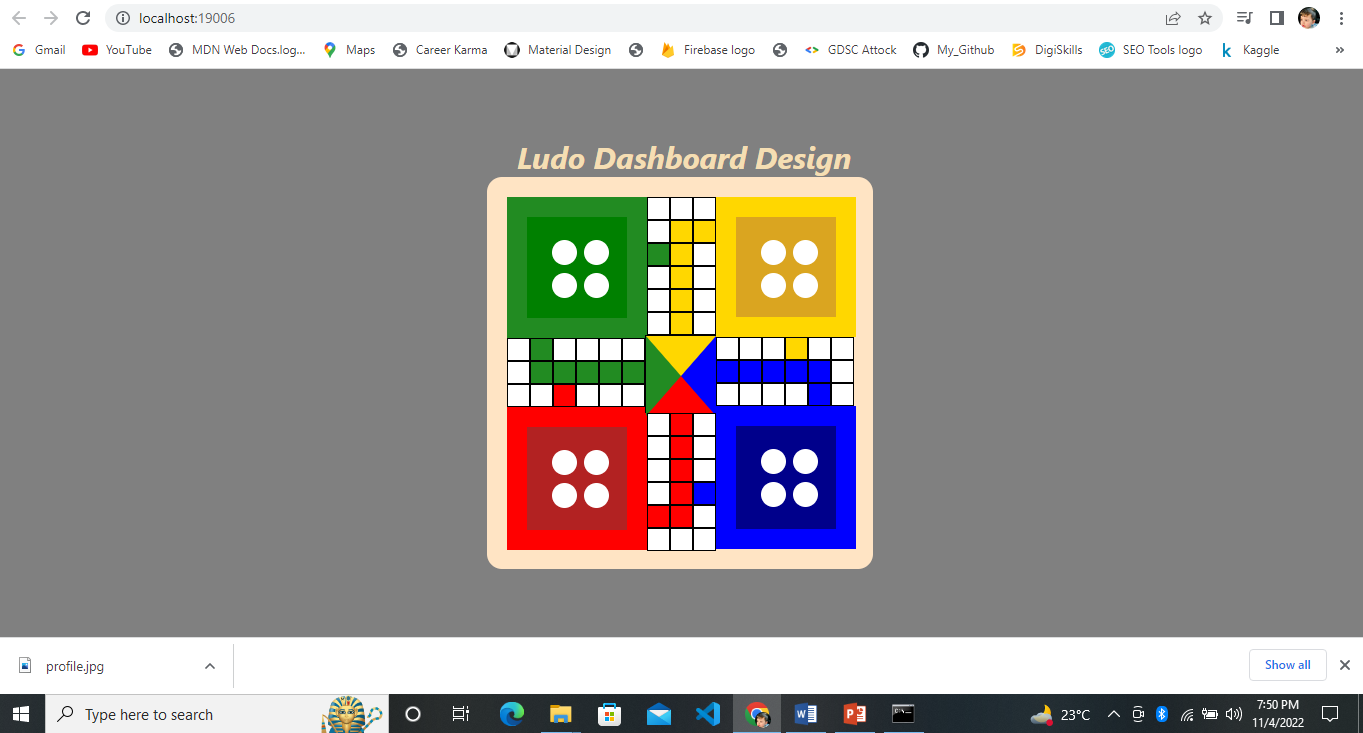 localhost:19006
Gmail YouTube MDN Web Docs.log... Maps Career Karma Material Design Firebase logo GDSC Attock My_Github DigiSkills SEO SEO Tools logo k Kaggle »
Ludo Dashboard Design
profile.jpg Show all
Type here to search 23°C 7:50 PM
11/4/2022